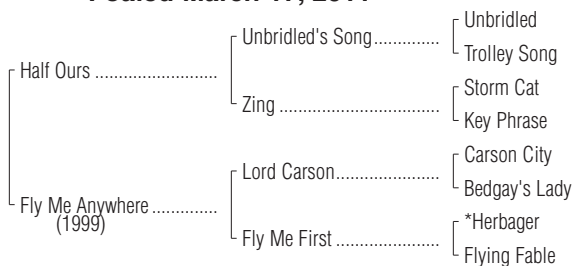 Unbridled
Unbridled's Song..............
Trolley Song
Half Ours ..........................
Storm Cat
Zing ...................................
Key Phrase
Carson City
Lord Carson.......................
Bedgay's Lady
Fly Me Anywhere ..............
(1999)
*Herbager
Fly Me First .......................
Flying Fable